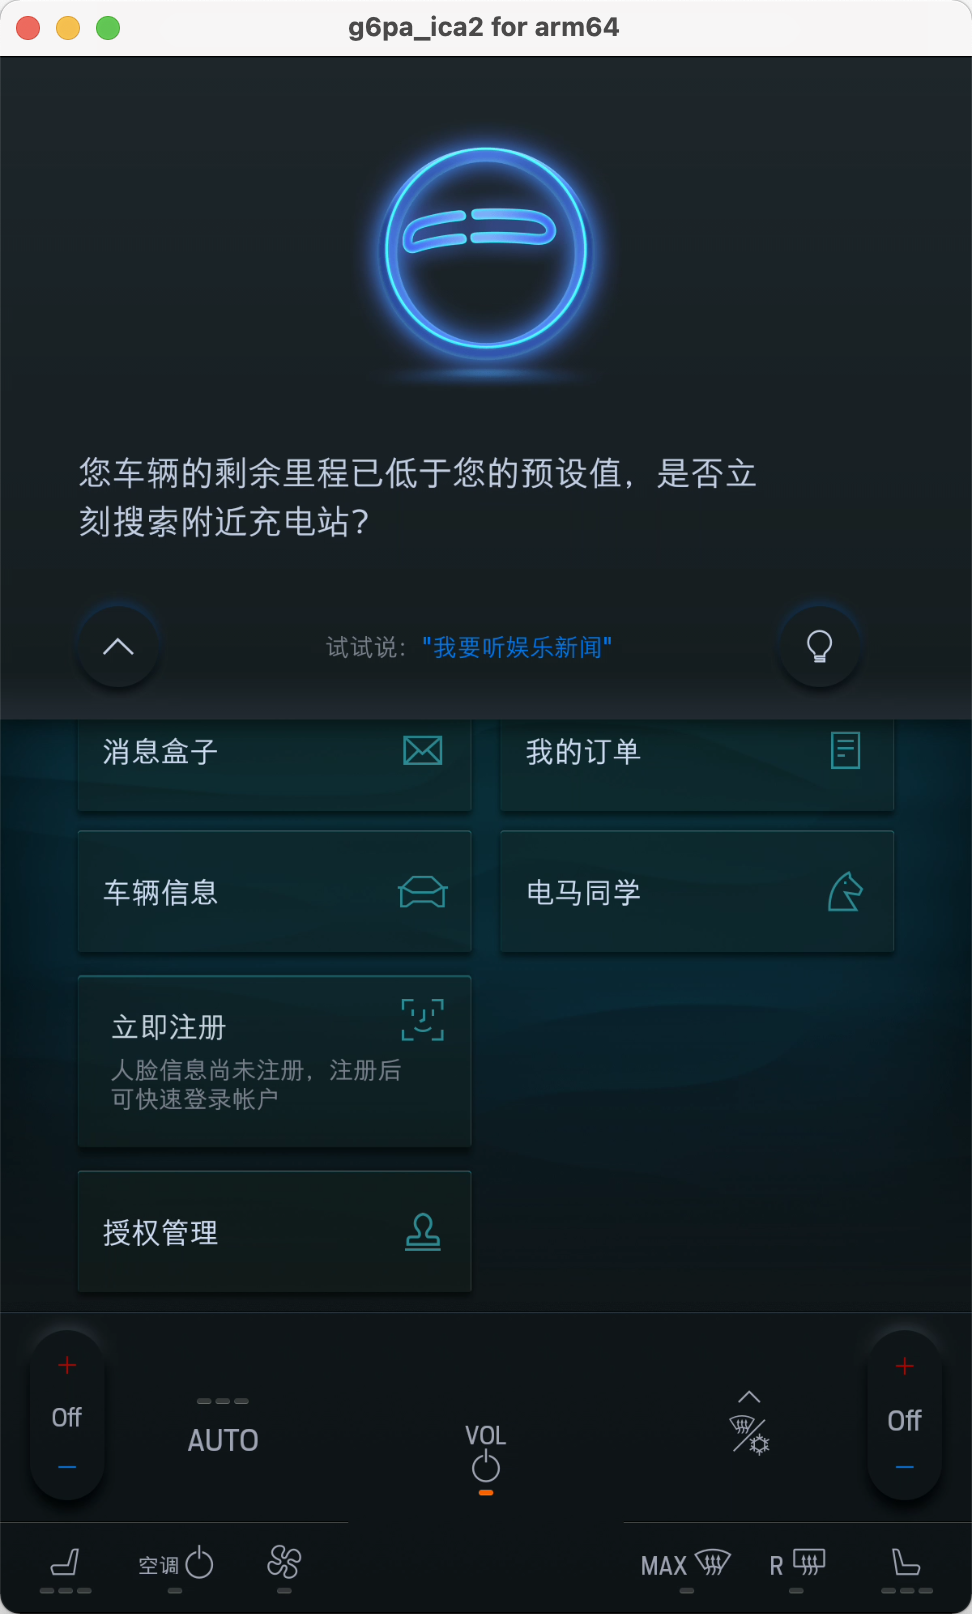 g6pa_ica2 for arm64
您车辆的剩余里程已低于您的预设值，是否立
刻搜索附近充电站？
试试说："我要听娱乐新闻"
消息盒子
我的订单
车辆信息
电马同学
立即注册
人脸信息尚未注册，注册后
可快速登录帐户
授权管理
+
Off
−
AUTO
VOL
+
Off
−
空调
MAX
R